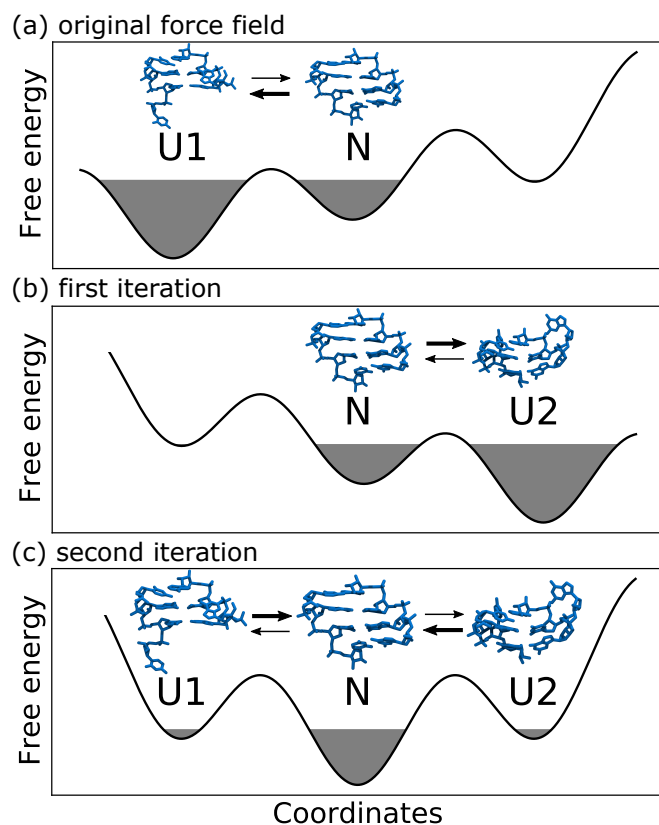 (a) original force field
Free energy
U1 N
(b) first iteration
Free energy
N U2
(c) second iteration
Free energy
U1 N U2
Coordinates